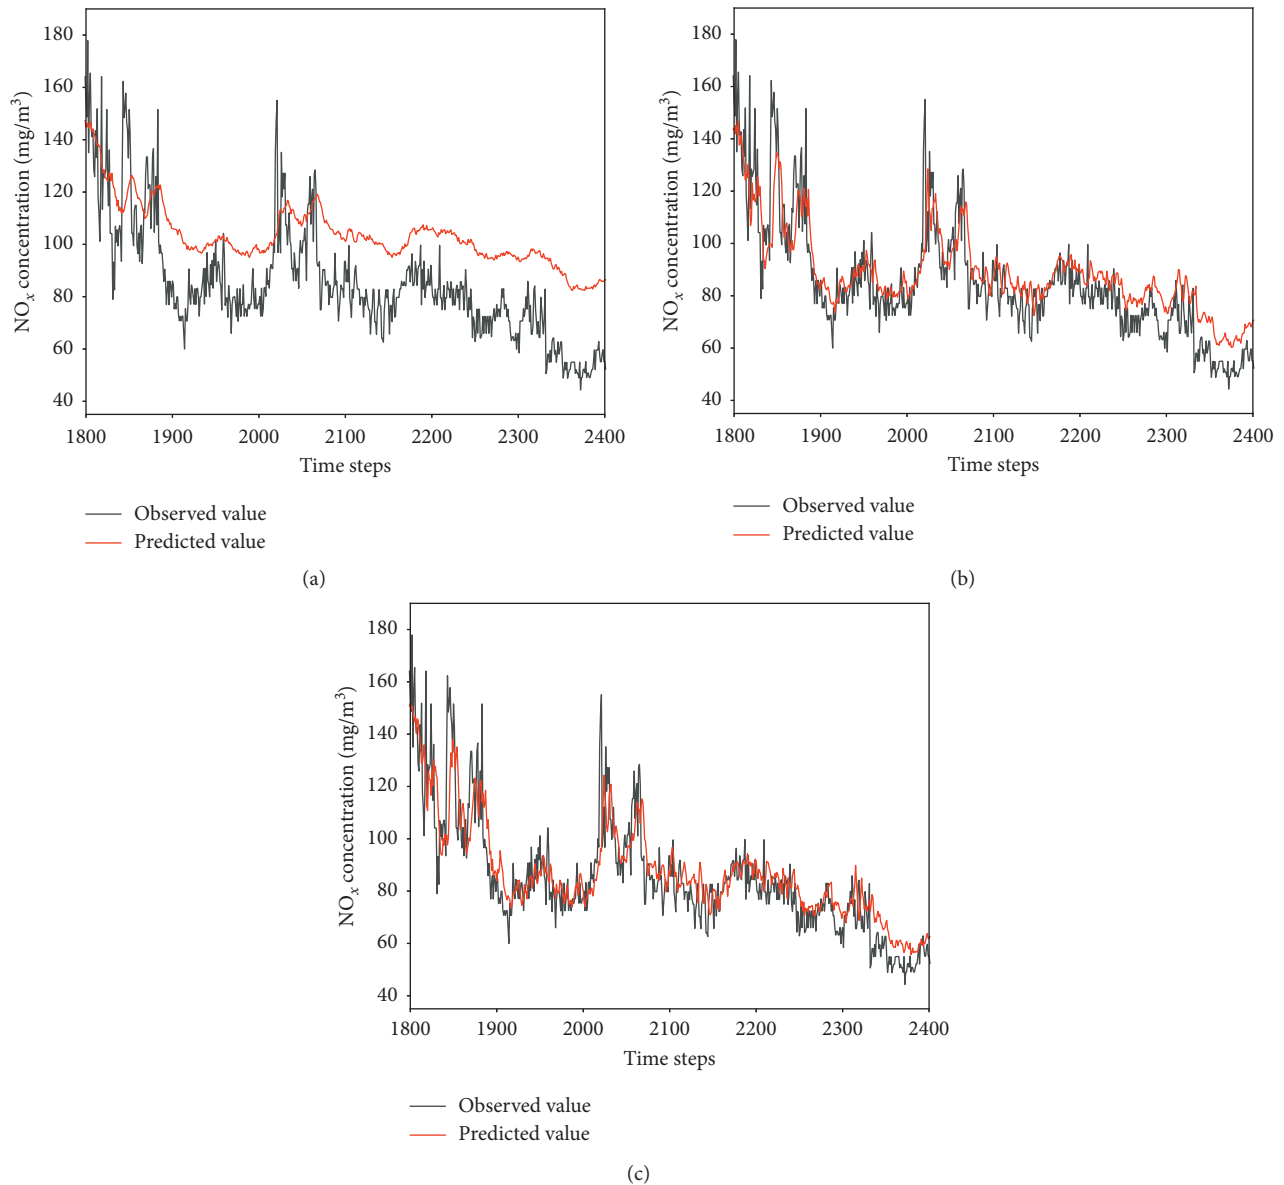 180
160
140
120
100
80
60
40
NOx concentration (mg/m³)
1800 1900 2000 2100 2200 2300 2400
Time steps
Observed value
Predicted value
(a)
180
160
140
120
100
80
60
40
NOx concentration (mg/m³)
1800 1900 2000 2100 2200 2300 2400
Time steps
Observed value
Predicted value
(b)
180
160
140
120
100
80
60
40
NOx concentration (mg/m³)
1800 1900 2000 2100 2200 2300 2400
Time steps
Observed value
Predicted value
(c)